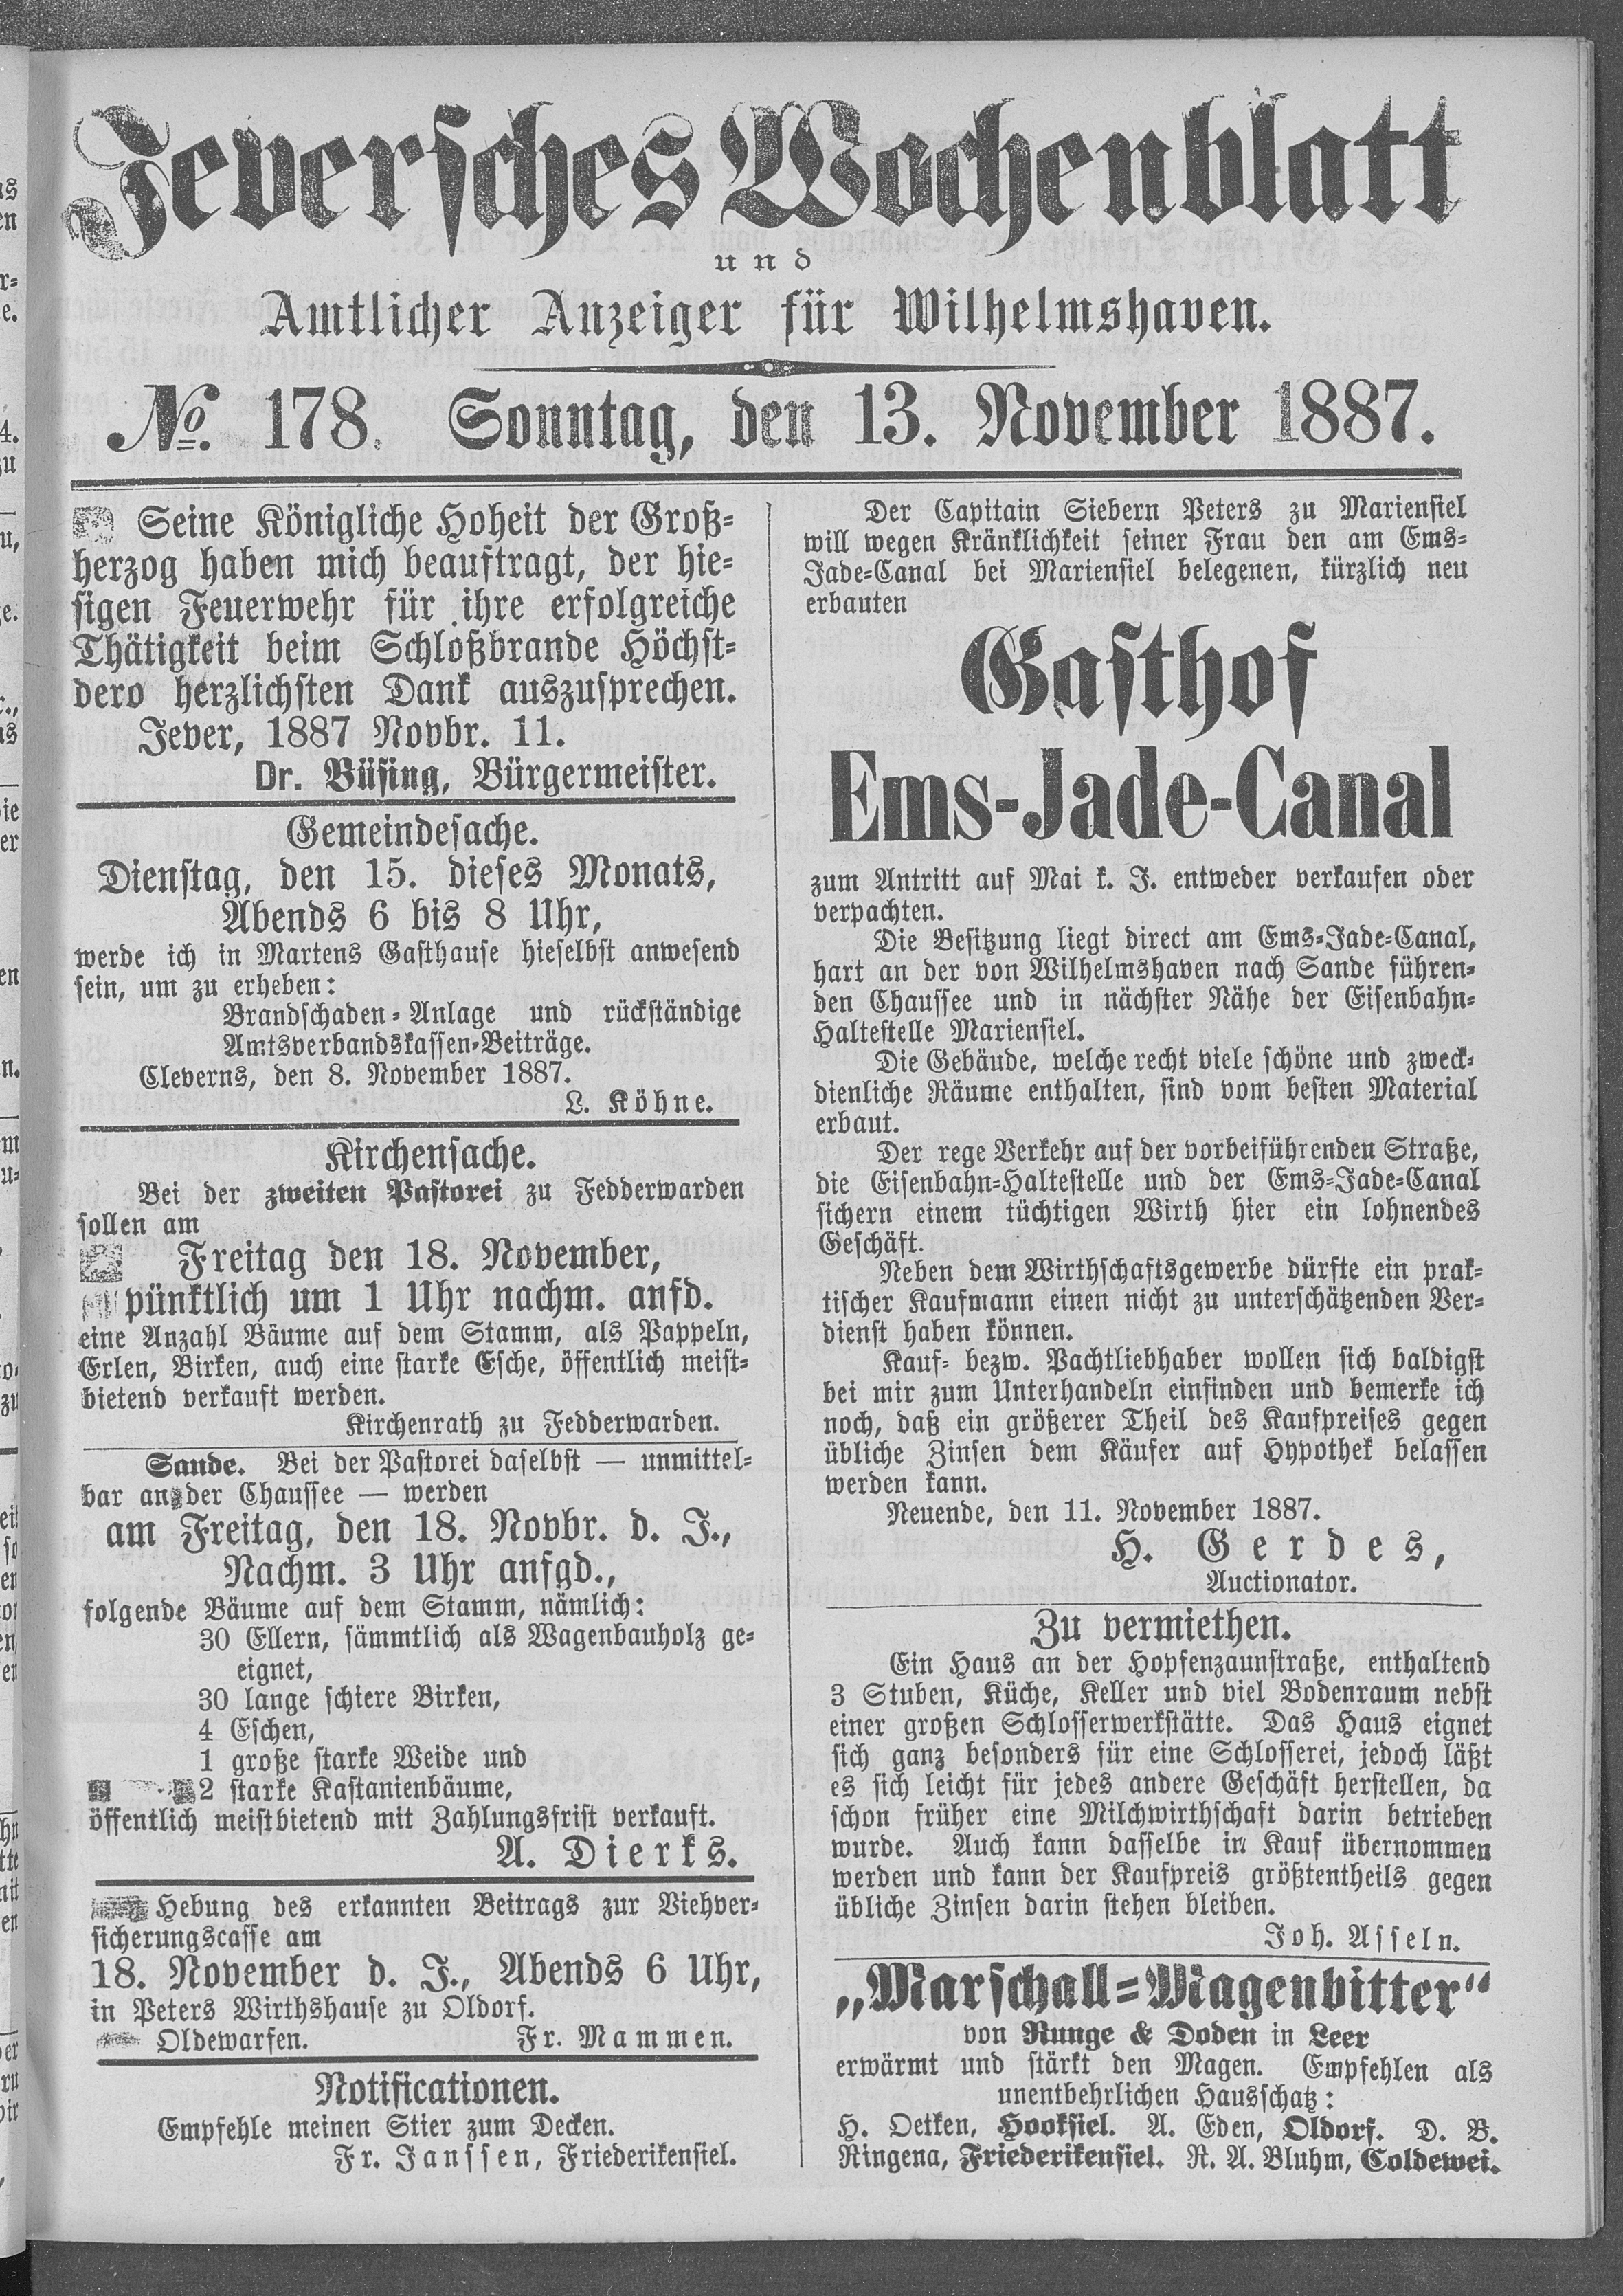 Jeversches Wochenblatt
und
Amtlicher Anzeiger für Wilhelmshaven.
No. 178. Sonntag, den 13. November 1887.
Seine Königliche Hoheit der Groß-
herzog haben mich beauftragt, der hie-
sigen Feuerwehr für ihre erfolgreiche
Thätigkeit beim Schloßbrande Höchst-
dero herzlichsten Dank auszusprechen.
Jever, 1887 Novbr. 11.
Dr. Büsing, Bürgermeister.
Gemeindesache.
Dienstag, den 15. dieses Monats,
Abends 6 bis 8 Uhr,
werde ich in Martens Gasthause hieselbst anwesend
sein, um zu erheben:
Brandschaden-Anlage und rückständige
Amtsverbandskassen-Beiträge.
Cleverns, den 8. November 1887.
L. Köhne.
Kirchensache.
Bei der zweiten Pastorei zu Fedderwarden
sollen am
Freitag den 18. November,
pünktlich um 1 Uhr nachm. anfd.
eine Anzahl Bäume auf dem Stamm, als Pappeln,
Erlen, Birken, auch eine starke Esche, öffentlich meist-
bietend verkauft werden.
Kirchenrath zu Fedderwarden.
Sande. Bei der Pastorei daselbst — unmittel-
bar an der Chaussee — werden
am Freitag, den 18. Novbr. d. J.,
Nachm. 3 Uhr anfgd.,
folgende Bäume auf dem Stamm, nämlich:
30 Ellern, sämmtlich als Wagenbauholz ge-
eignet,
30 lange schiere Birken,
4 Eschen,
1 große starke Weide und
2 starke Kastanienbäume,
öffentlich meistbietend mit Zahlungsfrist verkauft.
A. Dierks.
Hebung des erkannten Beitrags zur Viehver-
sicherungscasse am
18. November d. J., Abends 6 Uhr,
in Peters Wirthshause zu Oldorf.
Oldewarfen. Fr. Mammen.
Notificationen.
Empfehle meinen Stier zum Decken.
Fr. Janssen, Friederikensiel.
Der Capitain Siebern Peters zu Mariensiel
will wegen Kränklichkeit seiner Frau den am Ems-
Jade-Canal bei Mariensiel belegenen, kürzlich neu
erbauten
Gasthof
Ems-Jade-Canal
zum Antritt auf Mai k. J. entweder verkaufen oder
verpachten.
Die Besitzung liegt direct am Ems-Jade-Canal,
hart an der von Wilhelmshaven nach Sande führen-
den Chaussee und in nächster Nähe der Eisenbahn-
Haltestelle Mariensiel.
Die Gebäude, welche recht viele schöne und zweck-
dienliche Räume enthalten, sind vom besten Material
erbaut.
Der rege Verkehr auf der vorbeiführenden Straße,
die Eisenbahn-Haltestelle und der Ems-Jade-Canal
sichern einem tüchtigen Wirth hier ein lohnendes
Geschäft.
Neben dem Wirthschaftsgewerbe dürfte ein prak-
tischer Kaufmann einen nicht zu unterschätzenden Ver-
dienst haben können.
Kauf- bezw. Pachtliebhaber wollen sich baldigst
bei mir zum Unterhandeln einfinden und bemerke ich
noch, daß ein größerer Theil des Kaufpreises gegen
übliche Zinsen dem Käufer auf Hypothek belassen
werden kann.
Neuende, den 11. November 1887.
H. Gerdes,
Auctionator.
Zu vermiethen.
Ein Haus an der Hopfenzaunstraße, enthaltend
3 Stuben, Küche, Keller und viel Bodenraum nebst
einer großen Schlosserwerkstätte. Das Haus eignet
sich ganz besonders für eine Schlosserei, jedoch läßt
es sich leicht für jedes andere Geschäft herstellen, da
schon früher eine Milchwirthschaft darin betrieben
wurde. Auch kann dasselbe in Kauf übernommen
werden und kann der Kaufpreis größtentheils gegen
übliche Zinsen darin stehen bleiben.
Joh. Asseln.
„Marschall-Magenbitter“
von Runge & Doden in Leer
erwärmt und stärkt den Magen. Empfehlen als
unentbehrlichen Hausschatz:
H. Oetken, Hooksiel. A. Eden, Oldorf. D. B.
Ringena, Friederikensiel. R. A. Bluhm, Coldewei.